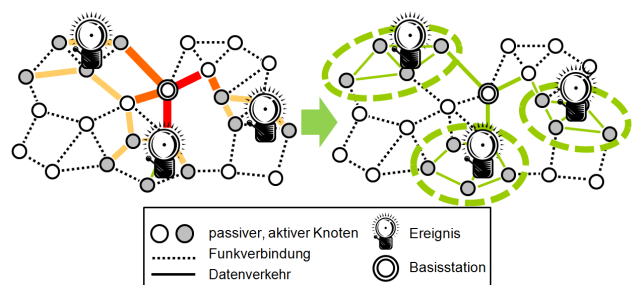 passiver, aktiver Knoten
Ereignis
Funkverbindung
Datenverkehr
Basisstation